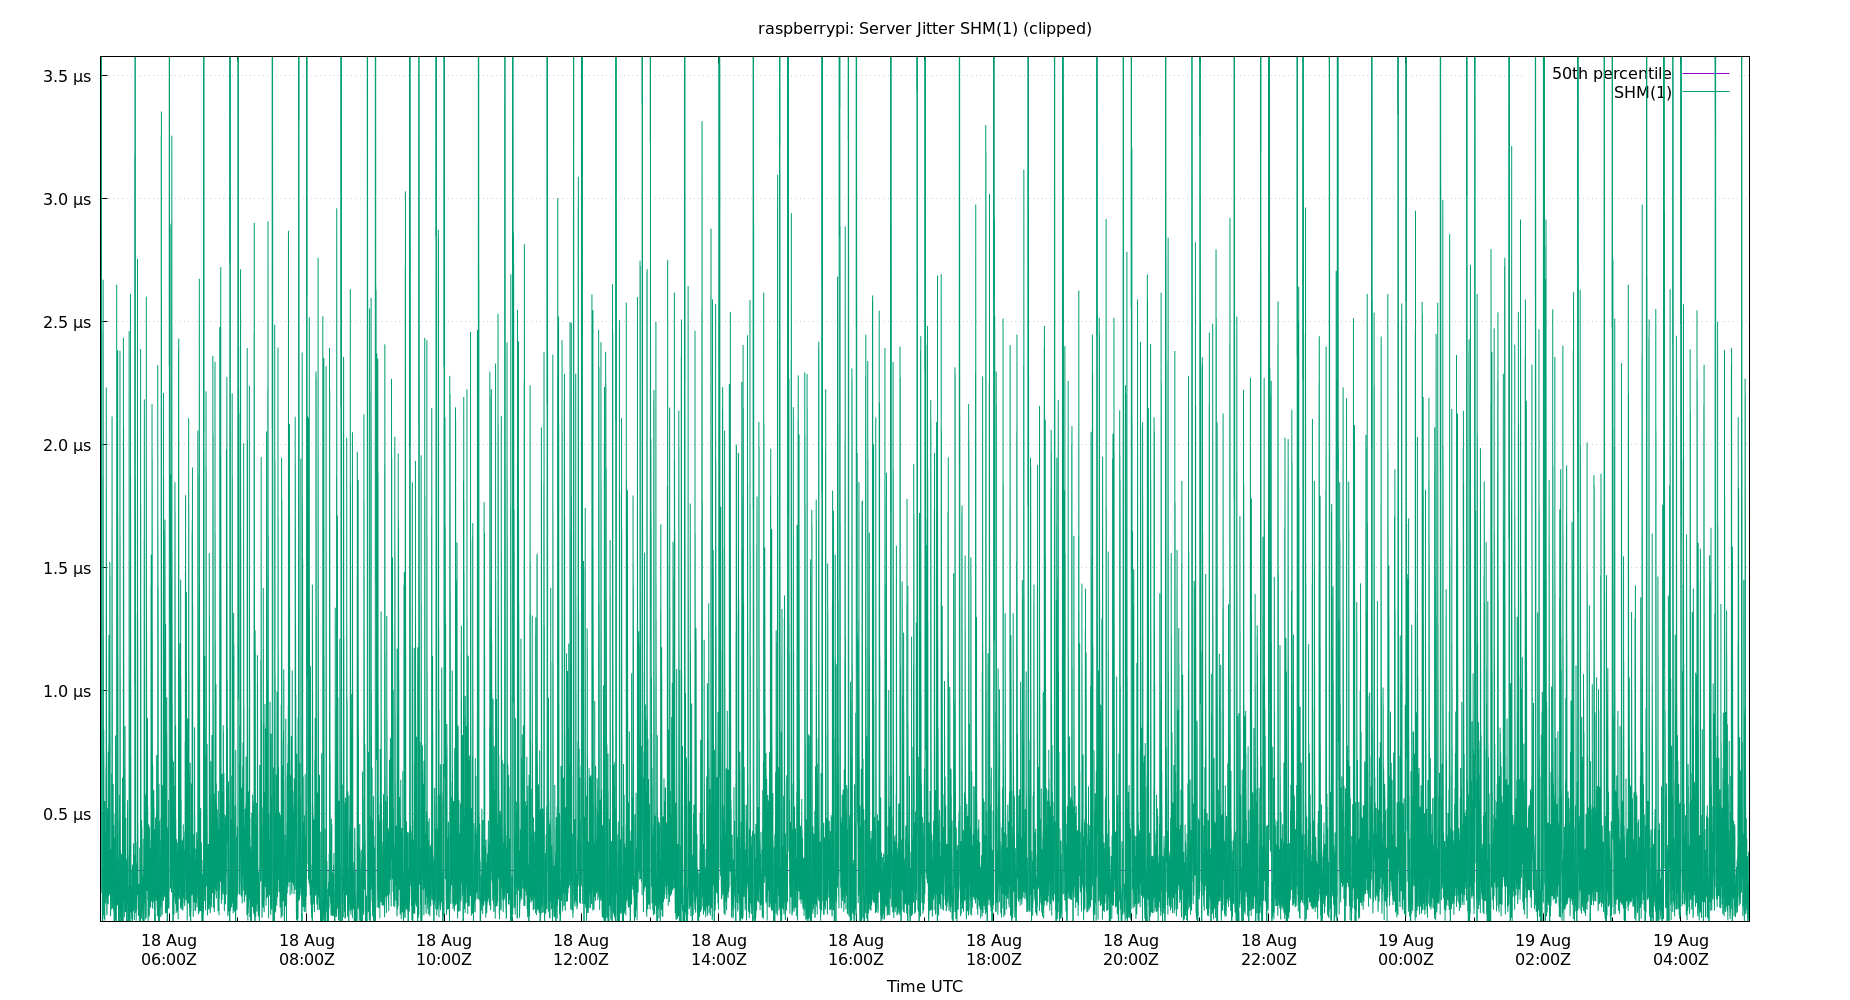 raspberrypi: Server Jitter SHM(1) (clipped)
3.5 µs
50th percentile
SHM(1)
3.0 µs
2.5 µs
2.0 µs
1.5 µs
1.0 µs
0.5 µs
18 Aug 18 Aug 18 Aug 18 Aug 18 Aug 18 Aug 18 Aug 18 Aug 18 Aug 19 Aug 19 Aug 19 Aug
06:00Z 08:00Z 10:00Z 12:00Z 14:00Z 16:00Z 18:00Z 20:00Z 22:00Z 00:00Z 02:00Z 04:00Z
Time UTC